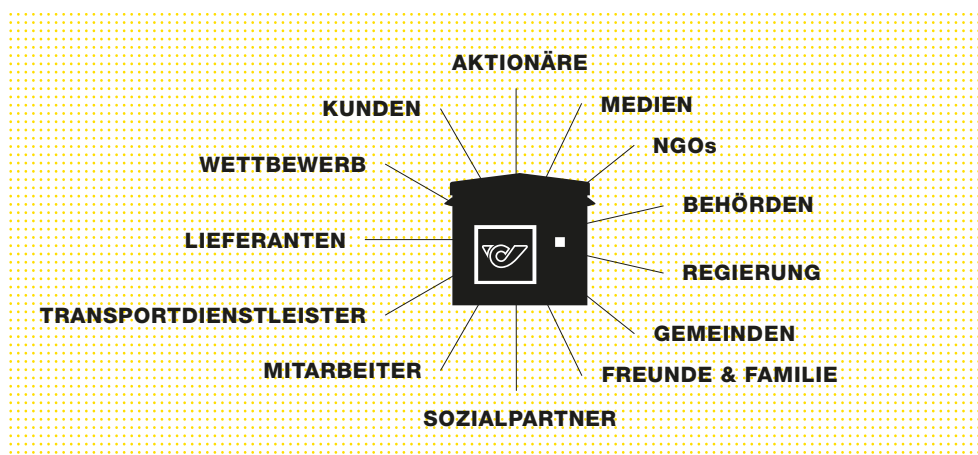 AKTIONÄRE
KUNDEN
MEDIEN
NGOs
WETTBEWERB
BEHÖRDEN
LIEFERANTEN
REGIERUNG
TRANSPORTDIENSTLEISTER
GEMEINDEN
MITARBEITER
FREUNDE & FAMILIE
SOZIALPARTNER